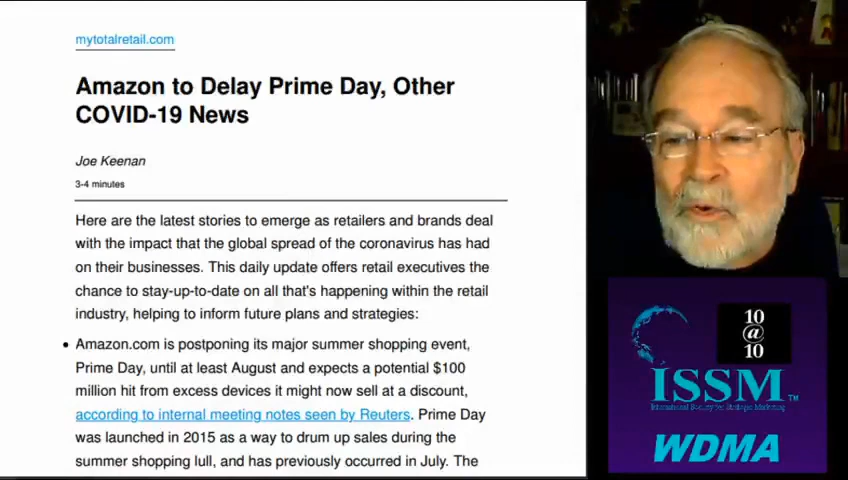 mytotalretail.com
Amazon to Delay Prime Day, Other
COVID-19 News
Joe Keenan
3-4 minutes
Here are the latest stories to emerge as retailers and brands deal
with the impact that the global spread of the coronavirus has had
on their businesses. This daily update offers retail executives the
chance to stay-up-to-date on all that's happening within the retail
industry, helping to inform future plans and strategies:
• Amazon.com is postponing its major summer shopping event,
Prime Day, until at least August and expects a potential $100
million hit from excess devices it might now sell at a discount,
according to internal meeting notes seen by Reuters. Prime Day
was launched in 2015 as a way to drum up sales during the
summer shopping lull, and has previously occurred in July. The
10
@
10
ISSM TM
International Society for Strategic Marketing
WDMA